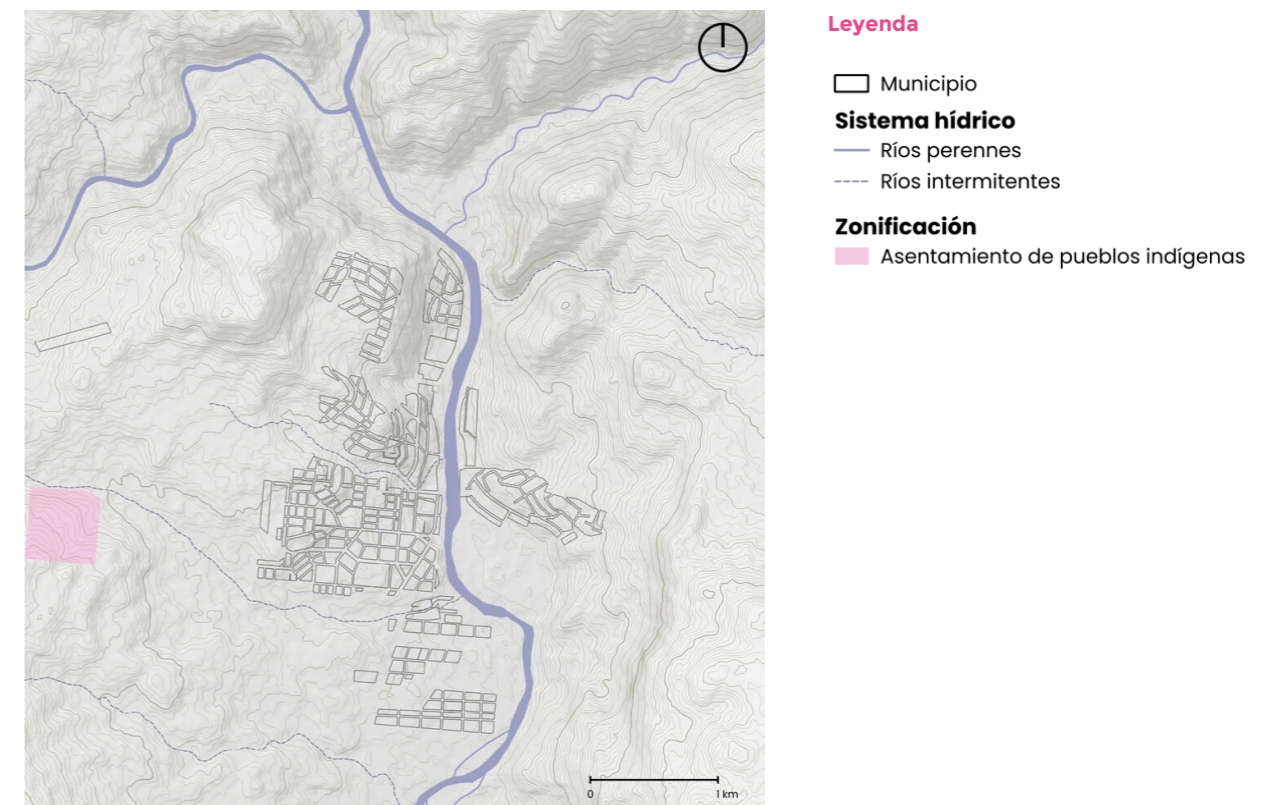 Leyenda
Municipio
Sistema hídrico
Ríos perennes
Ríos intermitentes
Zonificación
Asentamiento de pueblos indígenas
0 1 km